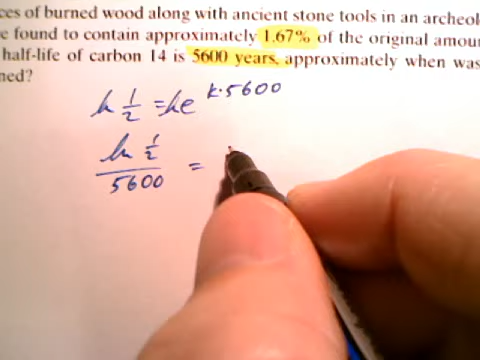 ces of burned wood along with ancient stone tools in an archeol
e found to contain approximately 1.67% of the original amou
half-life of carbon 14 is 5600 years, approximately when was
ned?
ln 1/2 = ln e^k·5600
ln 1/2 / 5600 =